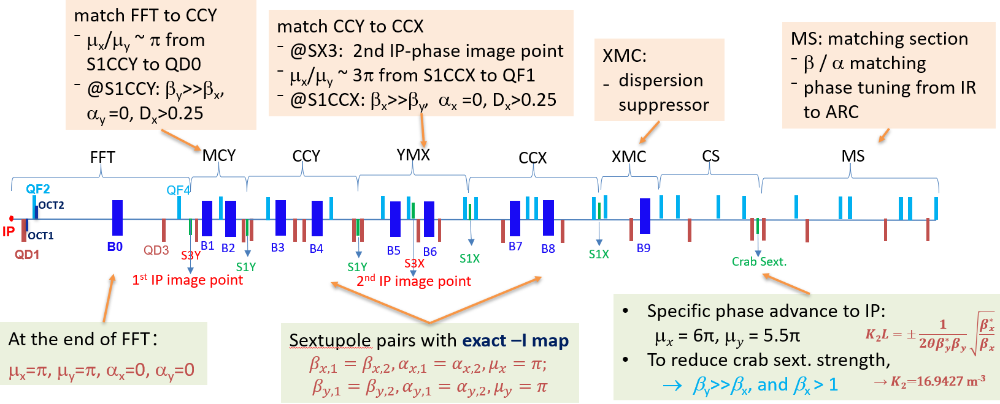 match FFT to CCY
- μx/μy ~ π from
S1CCY to QD0
- @S1CCY: βy>>βx,
αy =0, Dx>0.25
match CCY to CCX
- @SX3: 2nd IP-phase image point
- μx/μy ~ 3π from S1CCX to QF1
- @S1CCX: βx>>βy, αx =0, Dx>0.25
XMC:
- dispersion
suppressor
MS: matching section
- β / α matching
- phase tuning from IR
to ARC
FFT
MCY
CCY
YMX
CCX
XMC
CS
MS
QF2
OCT2
QF4
IP
OCT1
QD1
B0
QD3
S3Y
B1
B2
S1Y
B3
B4
S1Y
B5
S3X
B6
S1X
B7
B8
S1X
B9
Crab Sext.
1st IP image point
2nd IP image point
At the end of FFT:
μx=π, μy=π, αx=0, αy=0
Sextupole pairs with exact –I map
βx,1 = βx,2, αx,1 = αx,2, μx = π;
βy,1 = βy,2, αy,1 = αy,2, μy = π
• Specific phase advance to IP:
μx = 6π, μy = 5.5π
K2L = ± 1/(2θβy*βy) √(βx*/βx)
• To reduce crab sext. strength,
→ βy>>βx, and βx > 1
→ K2=16.9427 m-3